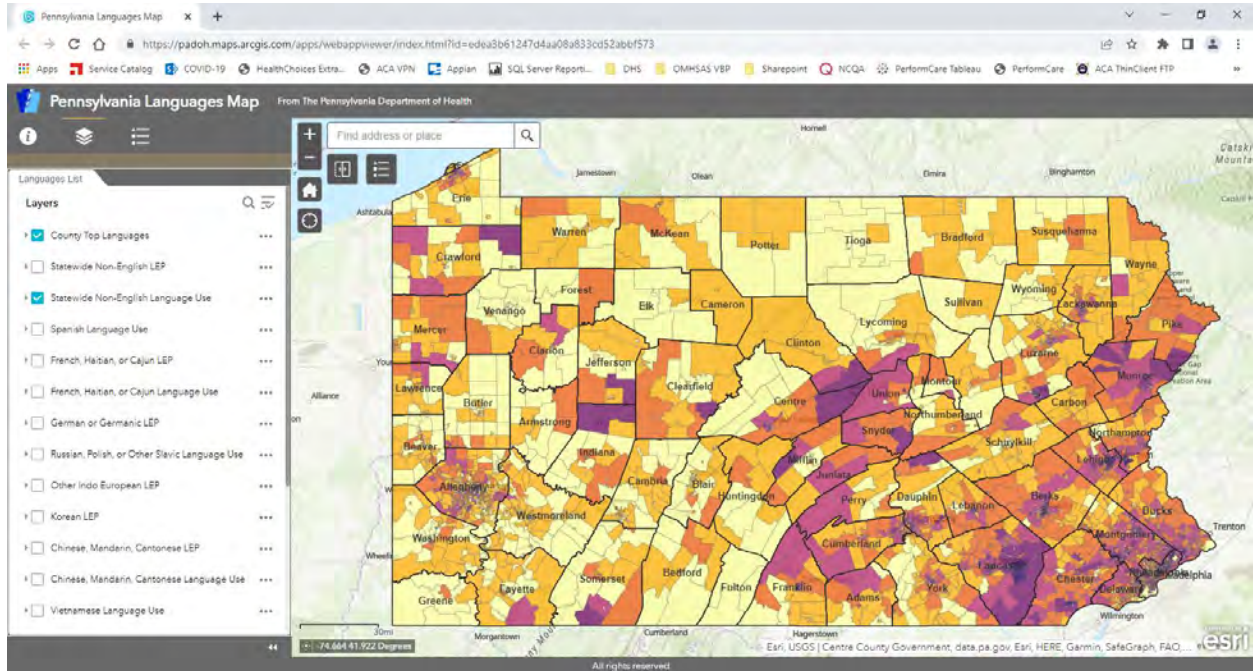 Pennsylvania Languages Map
https://padoh.maps.arcgis.com/apps/webappviewer/index.html?id=edea3b61247d4aa08a833cd52abbf573
Apps Service Catalog COVID-19 HealthChoices Extra... ACA VPN Appian SQL Server Reporti... DHS OMHSAS VBP Sharepoint NCQA PerformCare Tableau PerformCare ACA ThinClient FTP
Pennsylvania Languages Map From The Pennsylvania Department of Health
Find address or place
Languages List
Layers
County Top Languages
Statewide Non-English LEP
Statewide Non-English Language Use
Spanish Language Use
French, Haitian, or Cajun LEP
French, Haitian, or Cajun Language Use
German or Germanic LEP
Russian, Polish, or Other Slavic Language Use
Other Indo European LEP
Korean LEP
Chinese, Mandarin, Cantonese LEP
Chinese, Mandarin, Cantonese Language Use
Vietnamese Language Use
Hornell
Jamestown Olean Elmira Binghamton
Ashtabula
Erie
Warren McKean Potter Tioga Bradford Susquehanna
Crawford Wayne
Forest Wyoming
Venango Elk Cameron Sullivan Lackawanna
Mercer Lycoming Pike
Clarion Jefferson Clinton Luzerne
Lawrence Clearfield Montour Monroe
Alliance Butler Centre Union Carbon
Armstrong Northumberland
Beaver Snyder Schuylkill Northampton
Indiana Mifflin Lehigh
Allegheny Cambria Blair Juniata
Huntingdon Perry Dauphin Lebanon Berks Bucks
Westmoreland Montgomery Trenton
Washington Cumberland
Bedford Lancaster Philadelphia
Fayette Somerset Fulton Franklin Adams York Chester Delaware
Greene Wilmington
30mi
Morgantown Cumberland Hagerstown
-74.664 41.922 Degrees
Esri, USGS | Centre County Government, data.pa.gov, Esri, HERE, Garmin, SafeGraph, FAO, ...
esri
All rights reserved